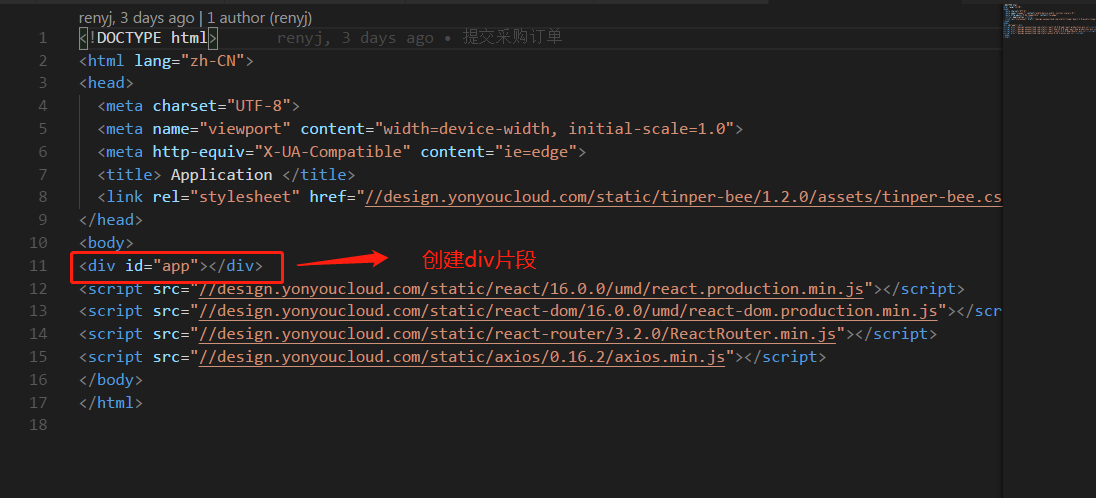 renyj, 3 days ago | 1 author (renyj)
1 <!DOCTYPE html> renyj, 3 days ago • 提交采购订单
2 <html lang="zh-CN">
3 <head>
4 <meta charset="UTF-8">
5 <meta name="viewport" content="width=device-width, initial-scale=1.0">
6 <meta http-equiv="X-UA-Compatible" content="ie=edge">
7 <title> Application </title>
8 <link rel="stylesheet" href="//design.yonyoucloud.com/static/tinper-bee/1.2.0/assets/tinper-bee.cs
9 </head>
10 <body>
11 <div id="app"></div> 创建div片段
12 <script src="//design.yonyoucloud.com/static/react/16.0.0/umd/react.production.min.js"></script>
13 <script src="//design.yonyoucloud.com/static/react-dom/16.0.0/umd/react-dom.production.min.js"></scr
14 <script src="//design.yonyoucloud.com/static/react-router/3.2.0/ReactRouter.min.js"></script>
15 <script src="//design.yonyoucloud.com/static/axios/0.16.2/axios.min.js"></script>
16 </body>
17 </html>
18